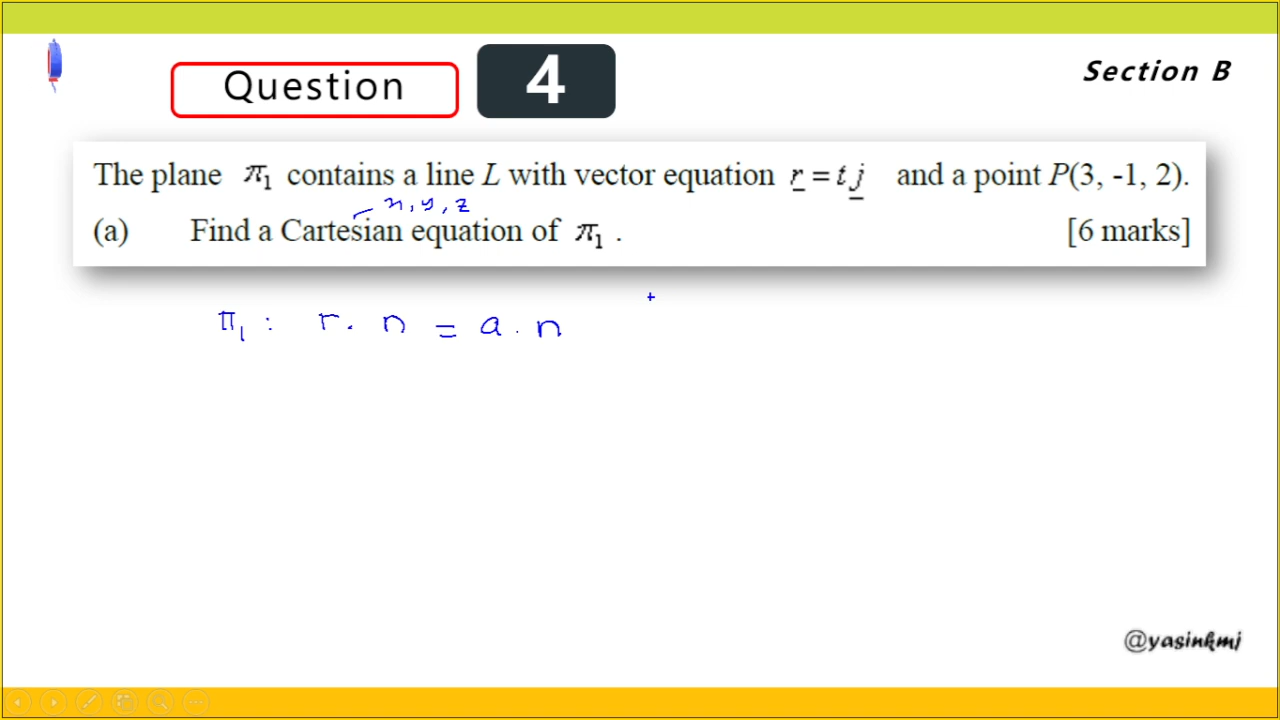 Question 4
Section B
The plane π₁ contains a line L with vector equation r = t j and a point P(3, -1, 2).
x, y, z
(a) Find a Cartesian equation of π₁ . [6 marks]
π₁ : r . n = a . n
@yasinkmj